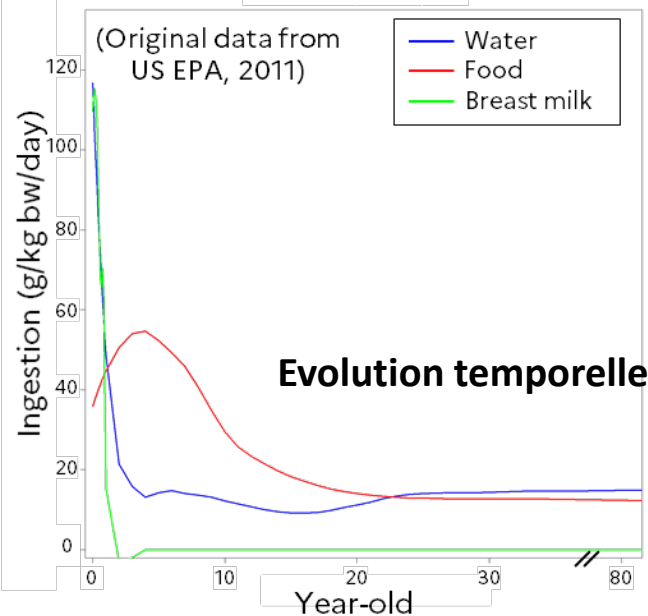 (Original data from
US EPA, 2011)
Water
Food
Breast milk
120
100
80
60
40
20
0
Ingestion (g/kg bw/day)
Evolution temporelle
0 10 20 30 80
Year-old